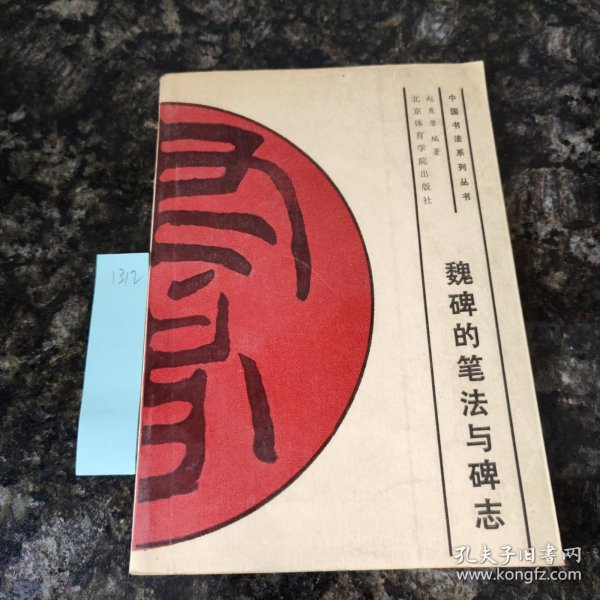 中国书法系列丛书
赵发潜编著
北京体育学院出版社
魏碑的笔法与碑志
1312
孔夫子旧书网
www.kongfz.com